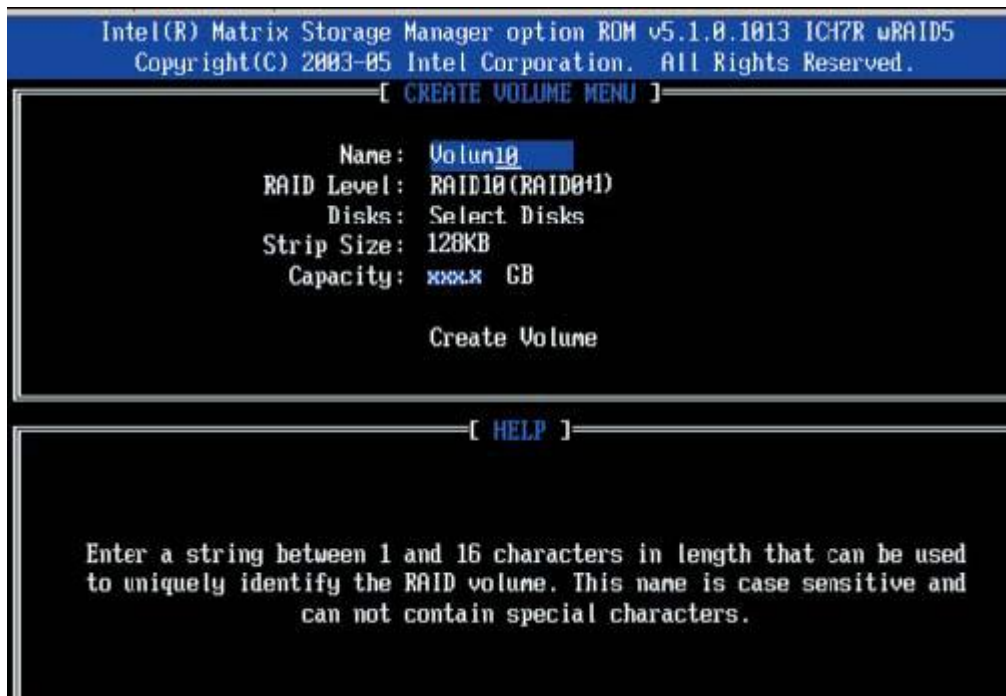 Intel(R) Matrix Storage Manager option ROM v5.1.0.1013 ICH7R wRAID5
Copyright(C) 2003-05 Intel Corporation. All Rights Reserved.
[ CREATE VOLUME MENU ]
Name: Volum10
RAID Level: RAID10(RAID0+1)
Disks: Select Disks
Strip Size: 128KB
Capacity: xxx.x GB
Create Volume
[ HELP ]
Enter a string between 1 and 16 characters in length that can be used
to uniquely identify the RAID volume. This name is case sensitive and
can not contain special characters.